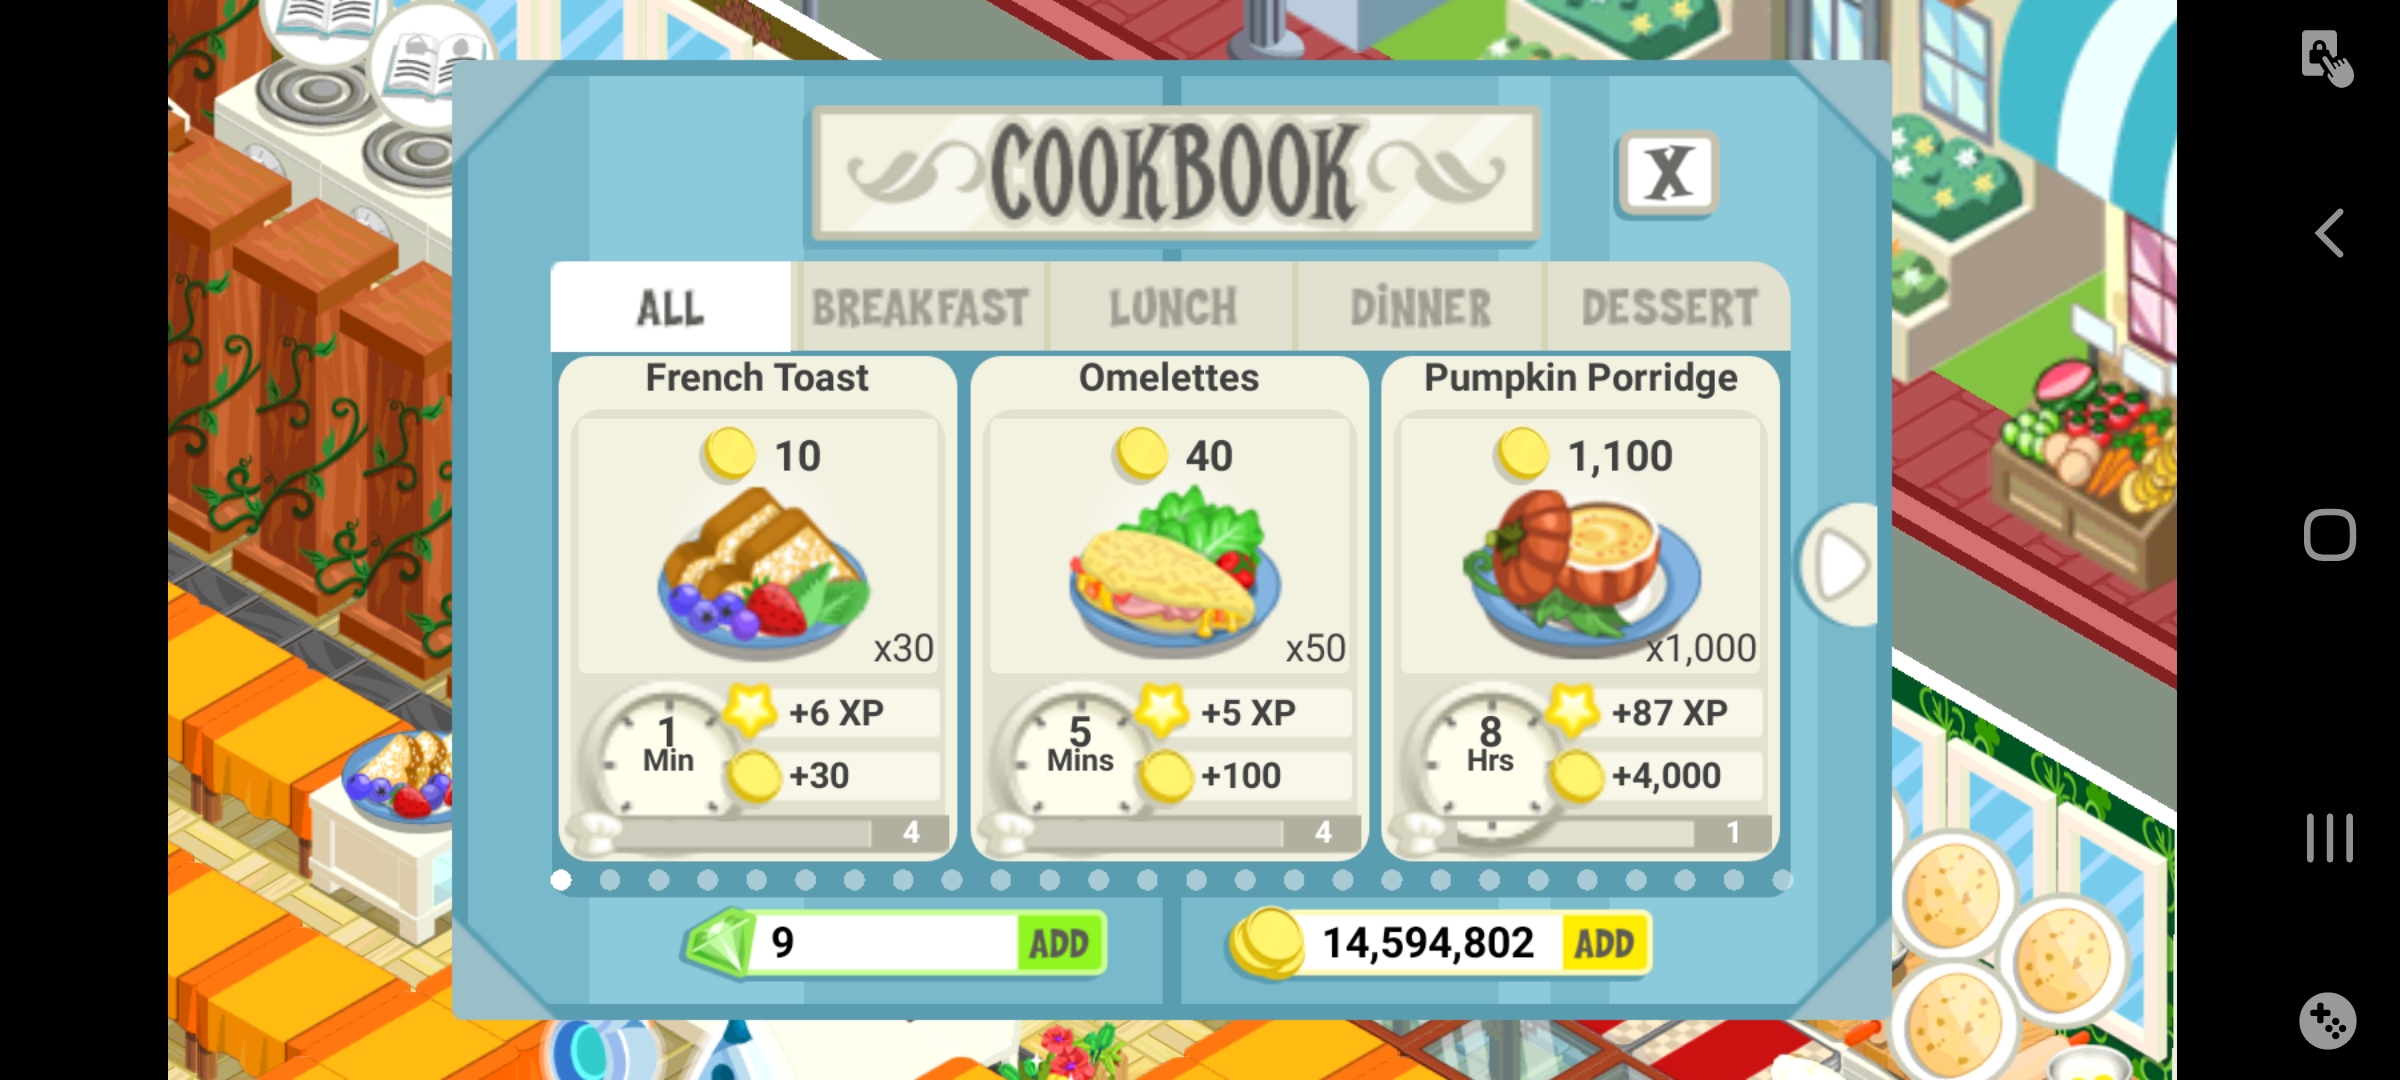 COOKBOOK
X
ALL BREAKFAST LUNCH DINNER DESSERT
French Toast
10
x30
1 Min
+6 XP
+30
4
Omelettes
40
x50
5 Mins
+5 XP
+100
4
Pumpkin Porridge
1,100
x1,000
8 Hrs
+87 XP
+4,000
1
9 ADD
14,594,802 ADD